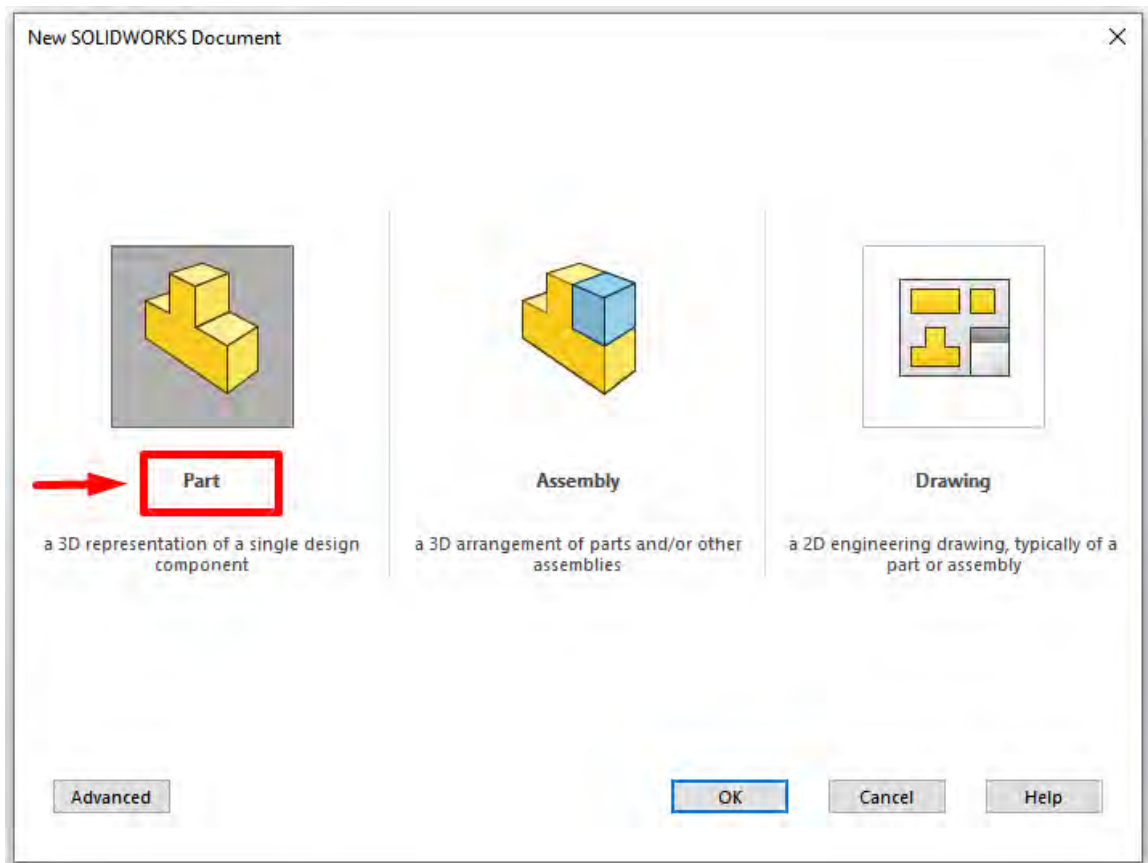 New SOLIDWORKS Document
Part
a 3D representation of a single design
component
Assembly
a 3D arrangement of parts and/or other
assemblies
Drawing
a 2D engineering drawing, typically of a
part or assembly
Advanced
OK
Cancel
Help